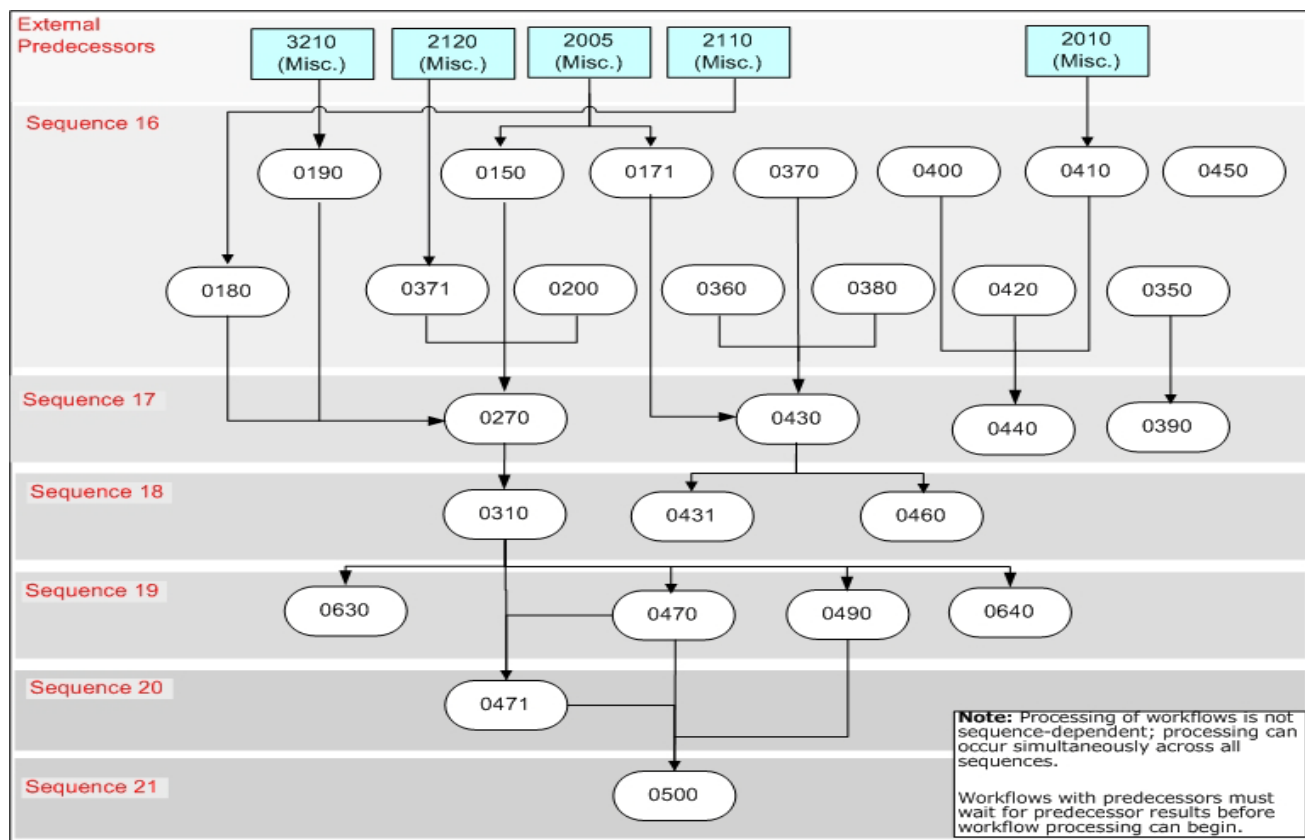 External
Predecessors
3210
(Misc.)
2120
(Misc.)
2005
(Misc.)
2110
(Misc.)
2010
(Misc.)
Sequence 16
0190
0150
0171
0370
0400
0410
0450
0180
0371
0200
0360
0380
0420
0350
Sequence 17
0270
0430
0440
0390
Sequence 18
0310
0431
0460
Sequence 19
0630
0470
0490
0640
Sequence 20
0471
Note: Processing of workflows is not
sequence-dependent; processing can
occur simultaneously across all
sequences.
Workflows with predecessors must
wait for predecessor results before
workflow processing can begin.
Sequence 21
0500